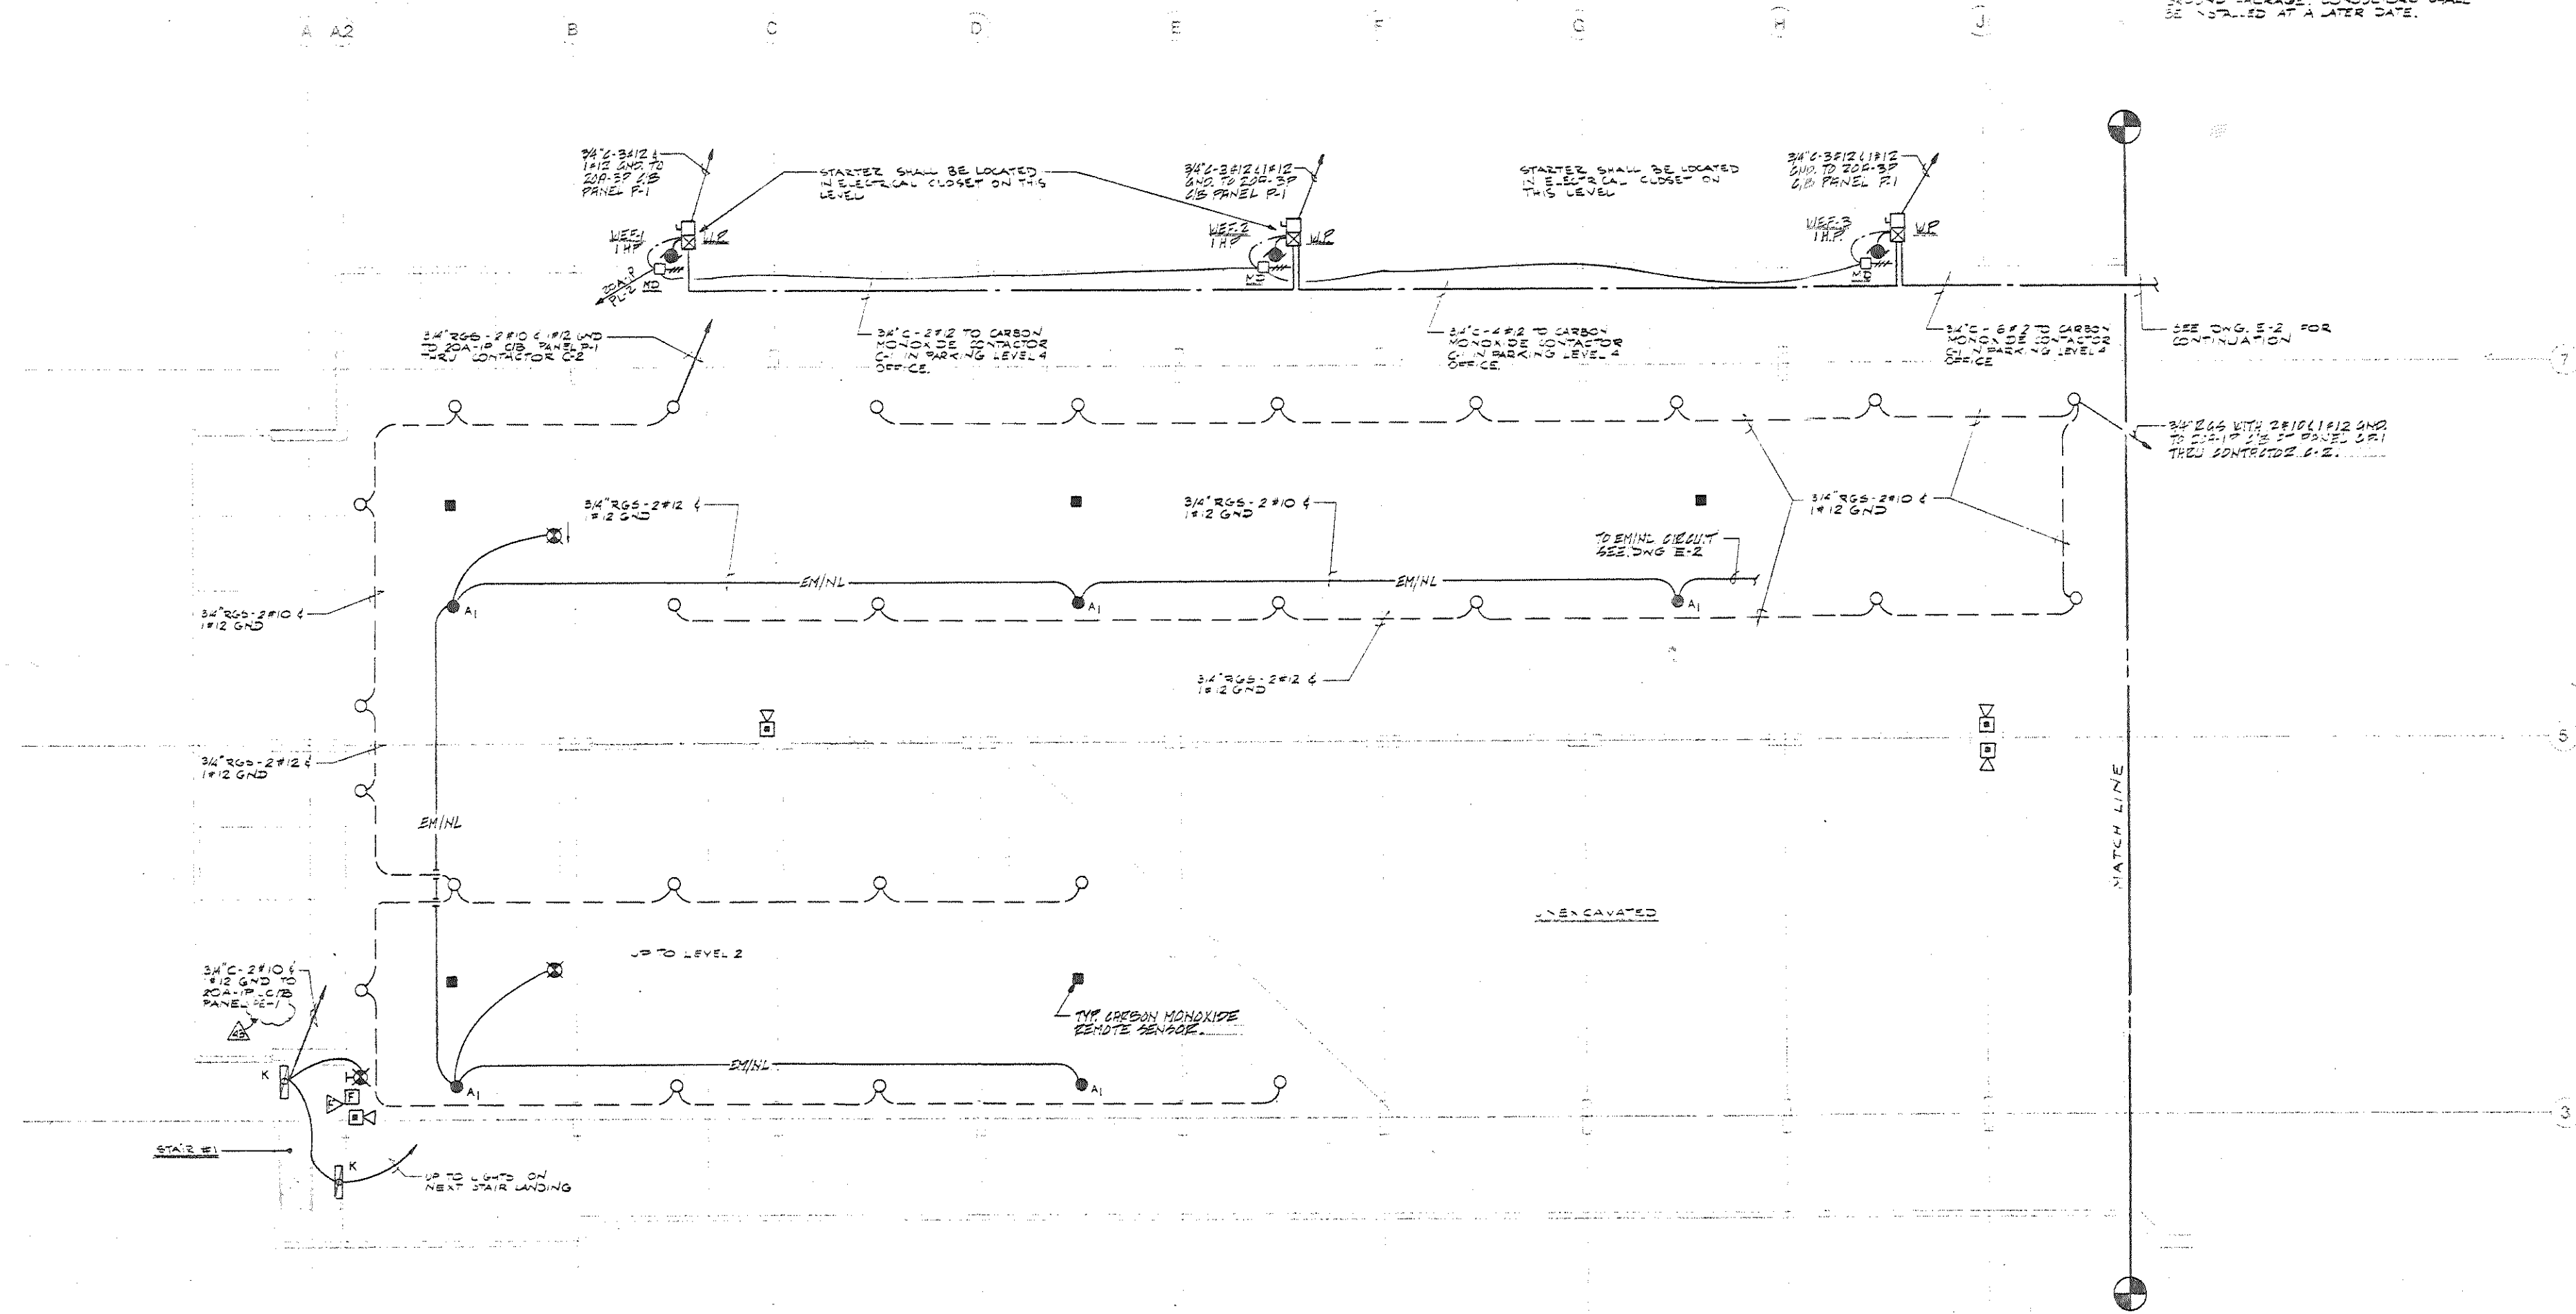 BE INSTALLED AT A LATER DATE.
A A2 B C D E F G H J
3/4"C-3#12 &
1#12 GND. TO
20A-3P C/B
PANEL P-1
STARTER SHALL BE LOCATED
IN ELECTRICAL CLOSET ON THIS
LEVEL
3/4"C-3#12 & 1#12
GND. TO 20A-3P
C/B PANEL P-1
STARTER SHALL BE LOCATED
IN ELECTRICAL CLOSET ON
THIS LEVEL
3/4"C-3#12 & 1#12
GND. TO 20A-3P
C/B PANEL P-1
1 HP
W.P.
1 HP
W.P.
1 H.P.
W.P.
20A-1P
PL-2
MD
MD
MD
3/4" RGS-2#10 & 1#12 GND
TO 20A-1P C/B PANEL P-1
THRU CONTACTOR C-2
3/4"C-2#12 TO CARBON
MONOXIDE CONTACTOR
C-1 IN PARKING LEVEL 4
OFFICE.
3/4"C-4#12 TO CARBON
MONOXIDE CONTACTOR
C-1 IN PARKING LEVEL 4
OFFICE.
3/4"C-6#12 TO CARBON
MONOXIDE CONTACTOR
C-1 IN PARKING LEVEL 4
OFFICE
SEE DWG. E-2 FOR
CONTINUATION
7
3/4" RGS WITH 2#10 & 1#12 GND.
THRU CONTACTOR C-2.
3/4" RGS-2#12 &
1#12 GND
3/4" RGS-2#10 &
1#12 GND
3/4" RGS-2#10 &
1#12 GND
TO EM/NL CIRCUIT
SEE DWG E-2
EM/NL
EM/NL
A1
A1
A1
3/4" RGS-2#10 &
1#12 GND
3/4" RGS-2#12 &
1#12 GND
3/4" RGS-2#12 &
1#12 GND
5
MATCH LINE
EM/NL
UNEXCAVATED
UP TO LEVEL 2
3/4"C-2#10 &
1#12 GND TO
20A-1P C/B
PANEL
TYP. CARBON MONOXIDE
REMOTE SENSOR.
EM/NL
K
F
A1
A1
3
STAIR #1
K
UP TO LIGHTS ON
NEXT STAIR LANDING